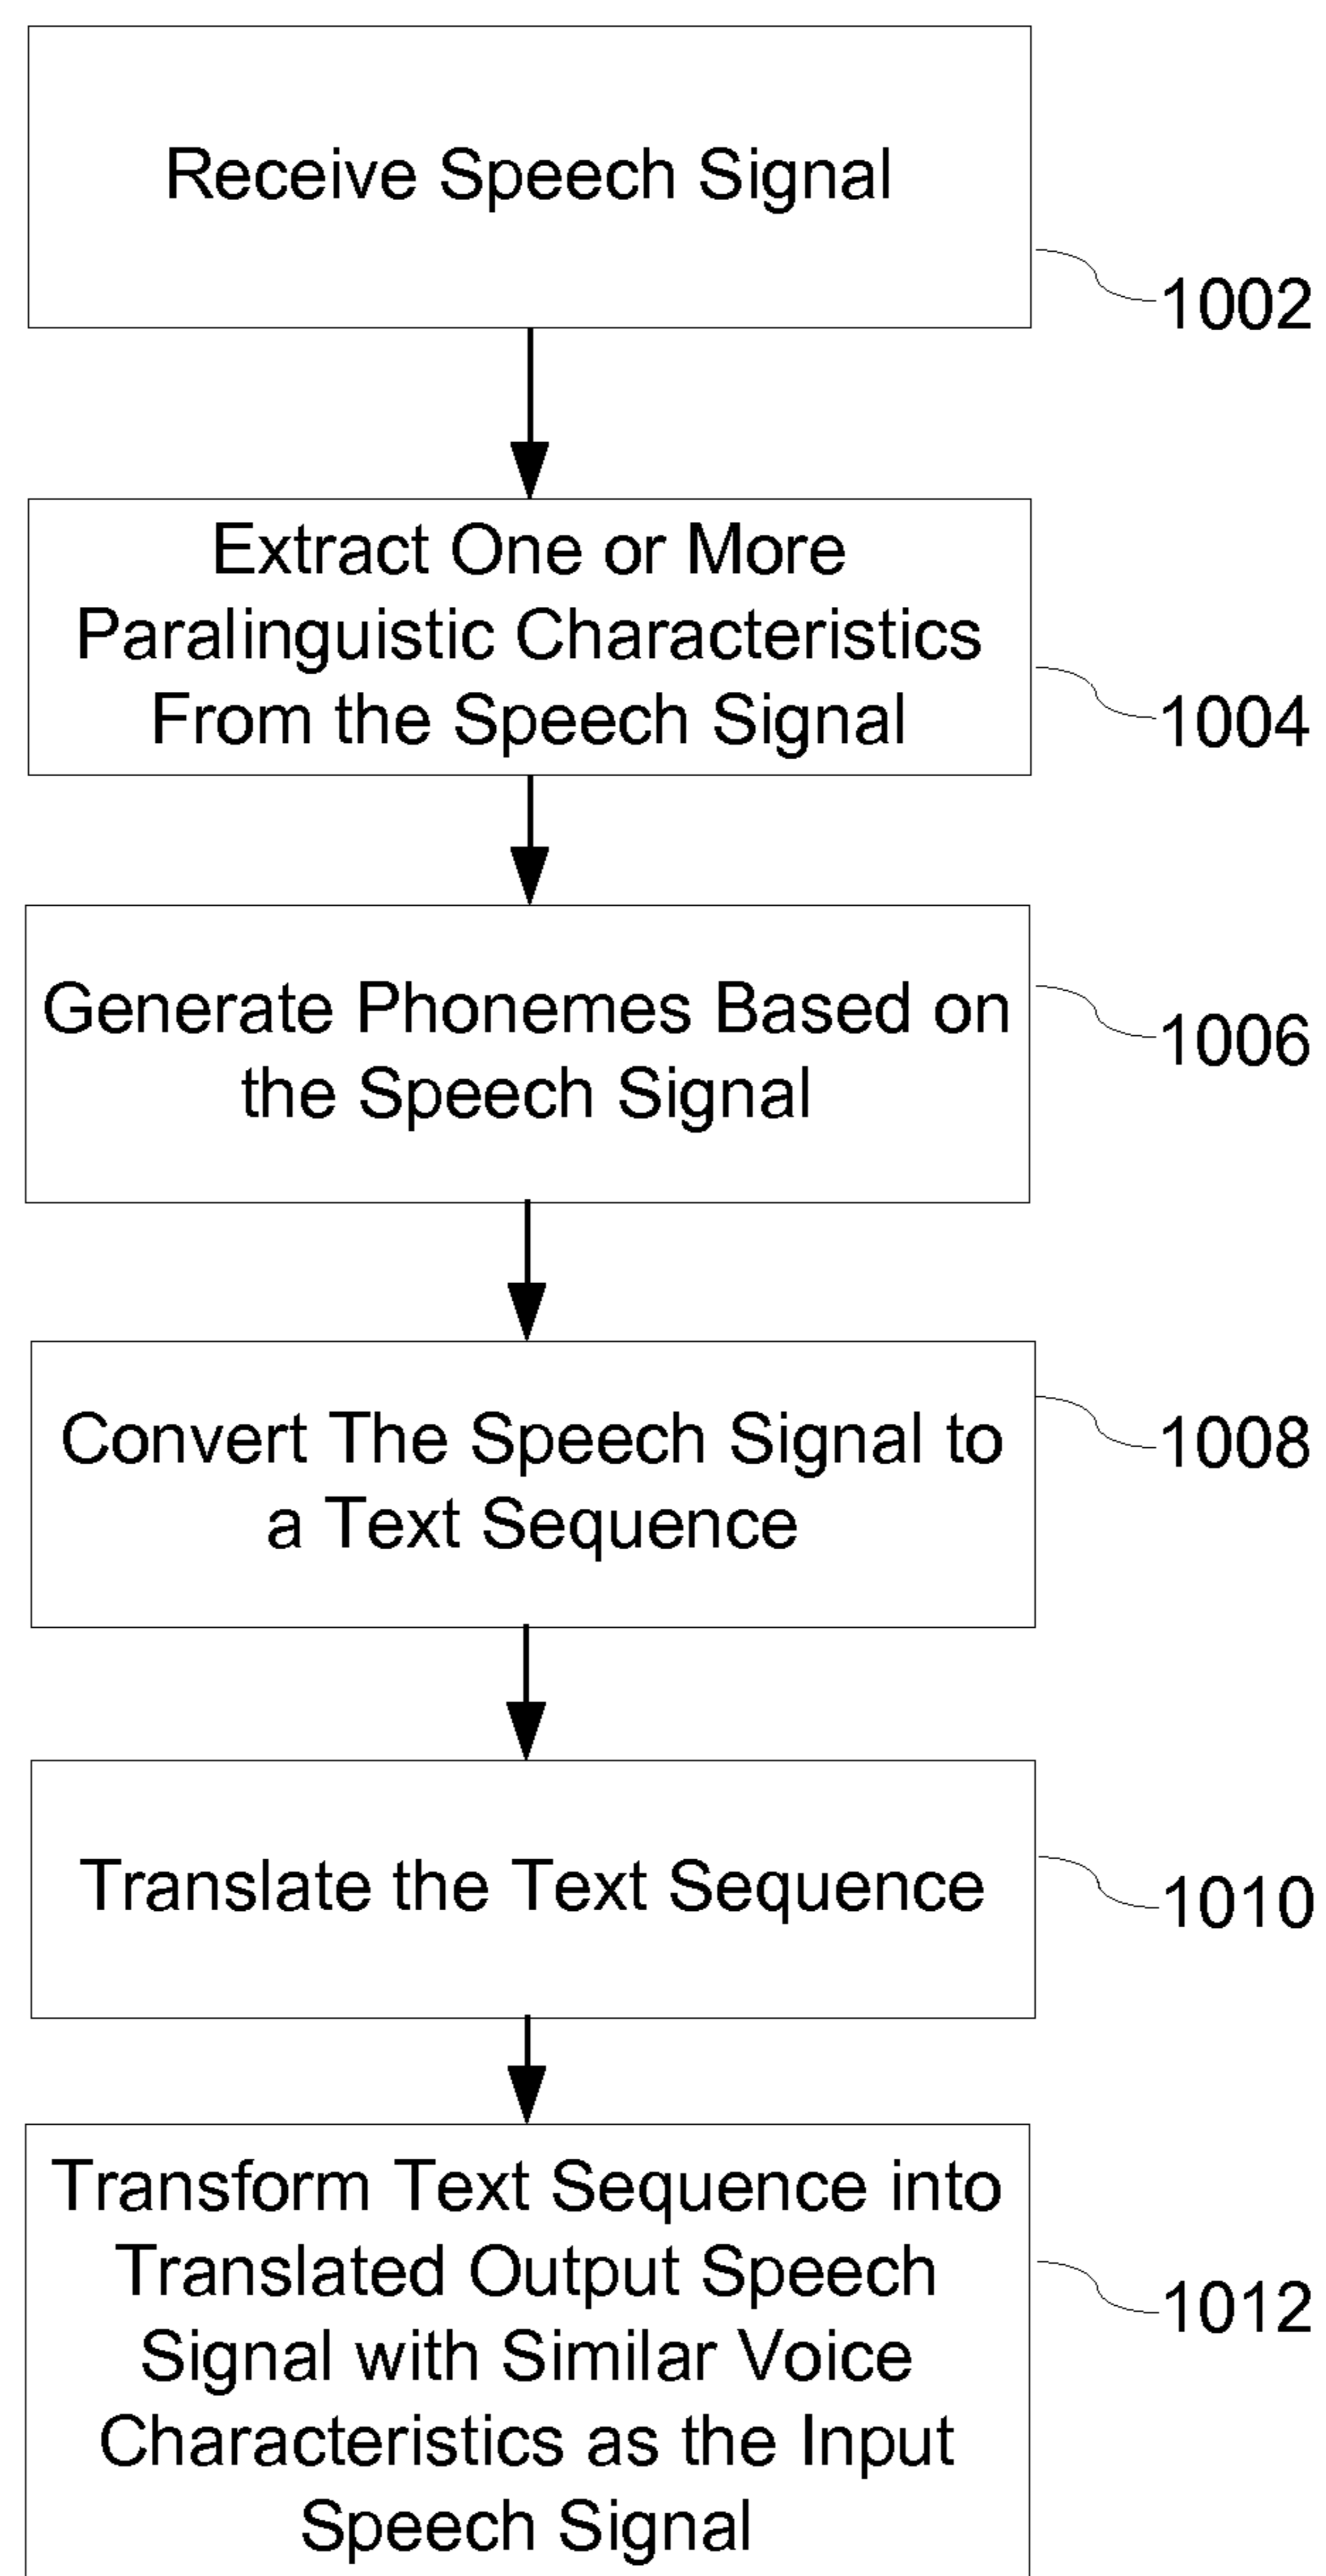 Receive Speech Signal
1002
Extract One or More
Paralinguistic Characteristics
From the Speech Signal
1004
Generate Phonemes Based on
the Speech Signal
1006
Convert The Speech Signal to
a Text Sequence
1008
Translate the Text Sequence
1010
Transform Text Sequence into
Translated Output Speech
Signal with Similar Voice
Characteristics as the Input
Speech Signal
1012